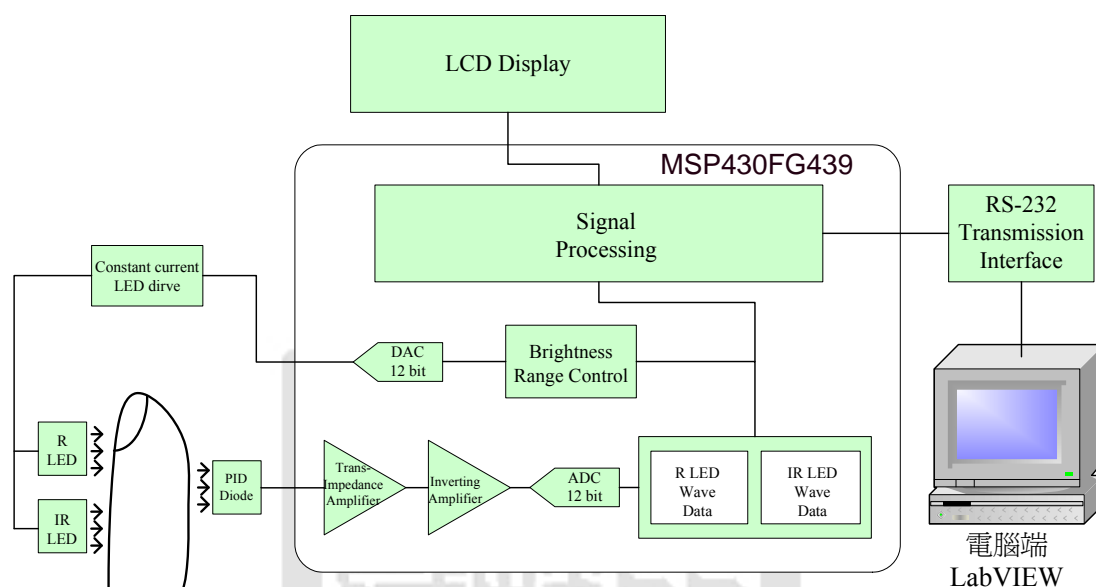 LCD Display
MSP430FG439
Signal
Processing
RS-232
Transmission
Interface
Constant current
LED dirve
DAC
12 bit
Brightness
Range Control
R
LED
IR
LED
PID
Diode
Trans-
Impedance
Amplifier
Inverting
Amplifier
ADC
12 bit
R LED
Wave
Data
IR LED
Wave
Data
電腦端
LabVIEW